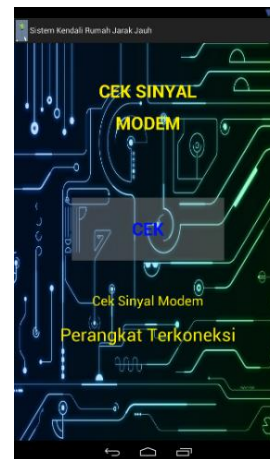 Sistem Kendali Rumah Jarak Jauh
CEK SINYAL
MODEM
CEK
Cek Sinyal Modem
Perangkat Terkoneksi